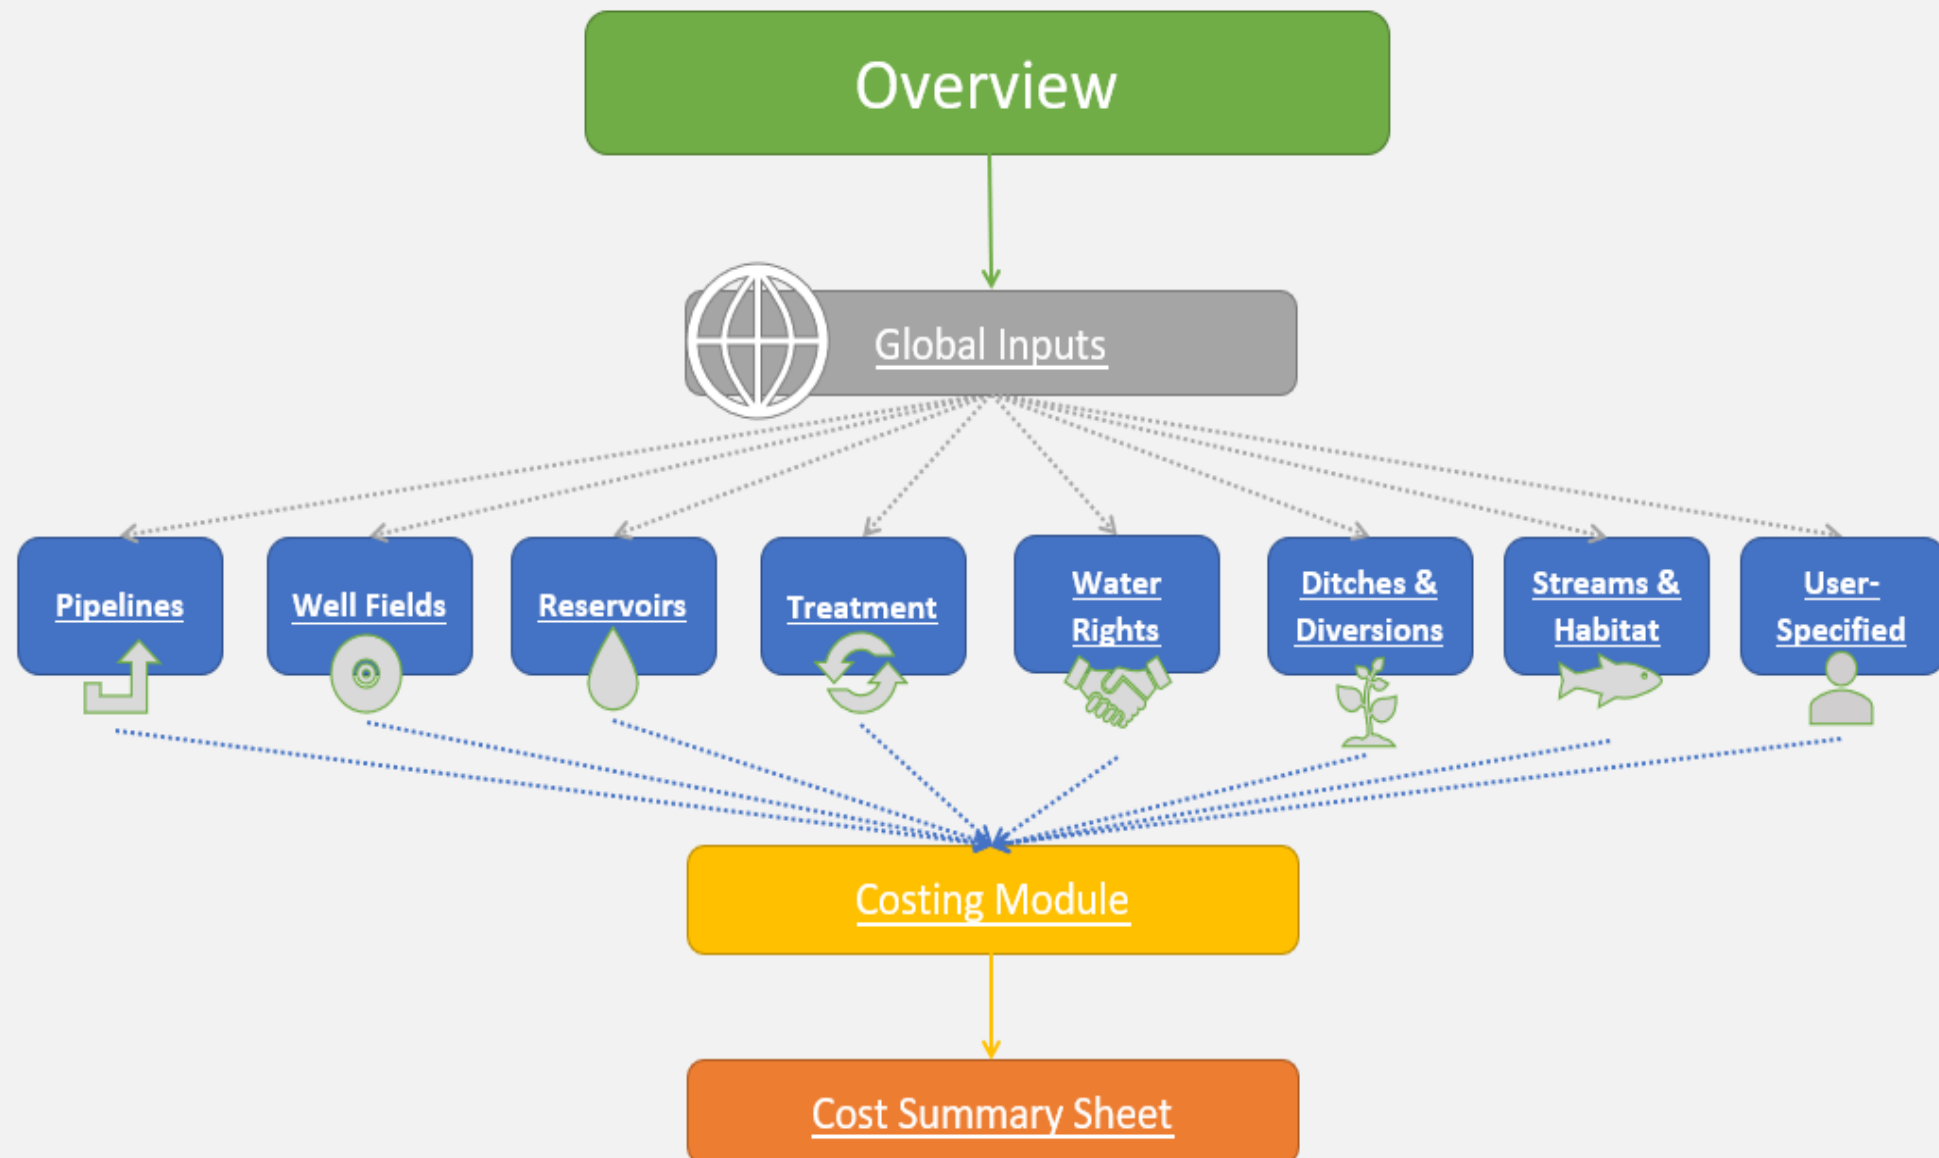 Overview
Global Inputs
Pipelines
Well Fields
Reservoirs
Treatment
Water
Rights
Ditches &
Diversions
Streams &
Habitat
User-
Specified
Costing Module
Cost Summary Sheet